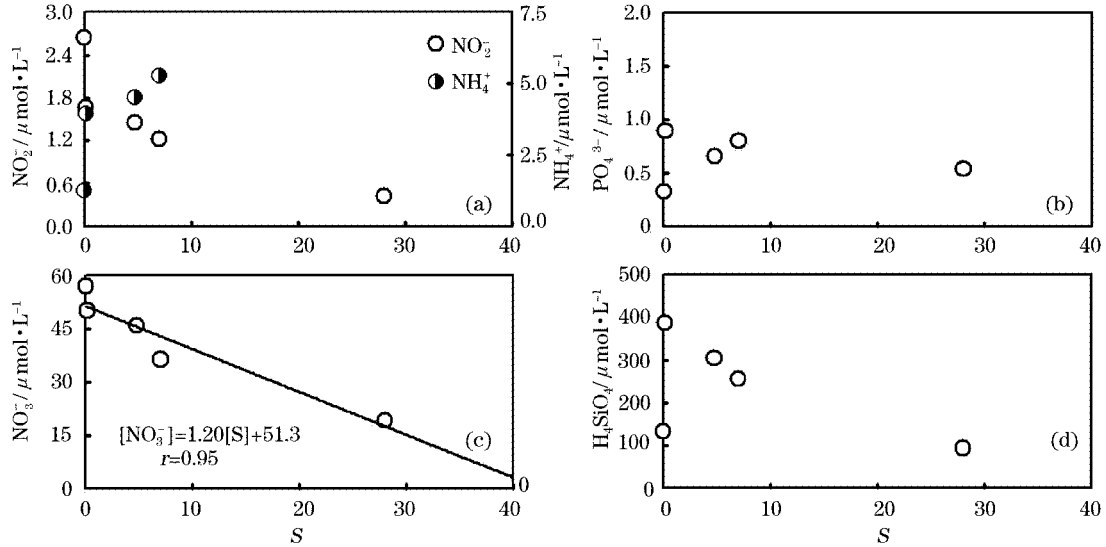 3.0
2.4
1.8
1.2
0.6
0.0
NO₂⁻/μmol•L⁻¹
7.5
5.0
2.5
0.0
NH₄⁺/μmol•L⁻¹
NO₂⁻
NH₄⁺
(a)
0 10 20 30 40
2.0
1.5
1.0
0.5
0
PO₄³⁻/μmol•L⁻¹
(b)
0 10 20 30 40
60
45
30
15
0
NO₃⁻/μmol•L⁻¹
[NO₃⁻]=1.20[S]+51.3
r=0.95
(c)
0
0 10 20 30 40
S
500
400
300
200
100
0
H₄SiO₄/μmol•L⁻¹
(d)
0 10 20 30 40
S